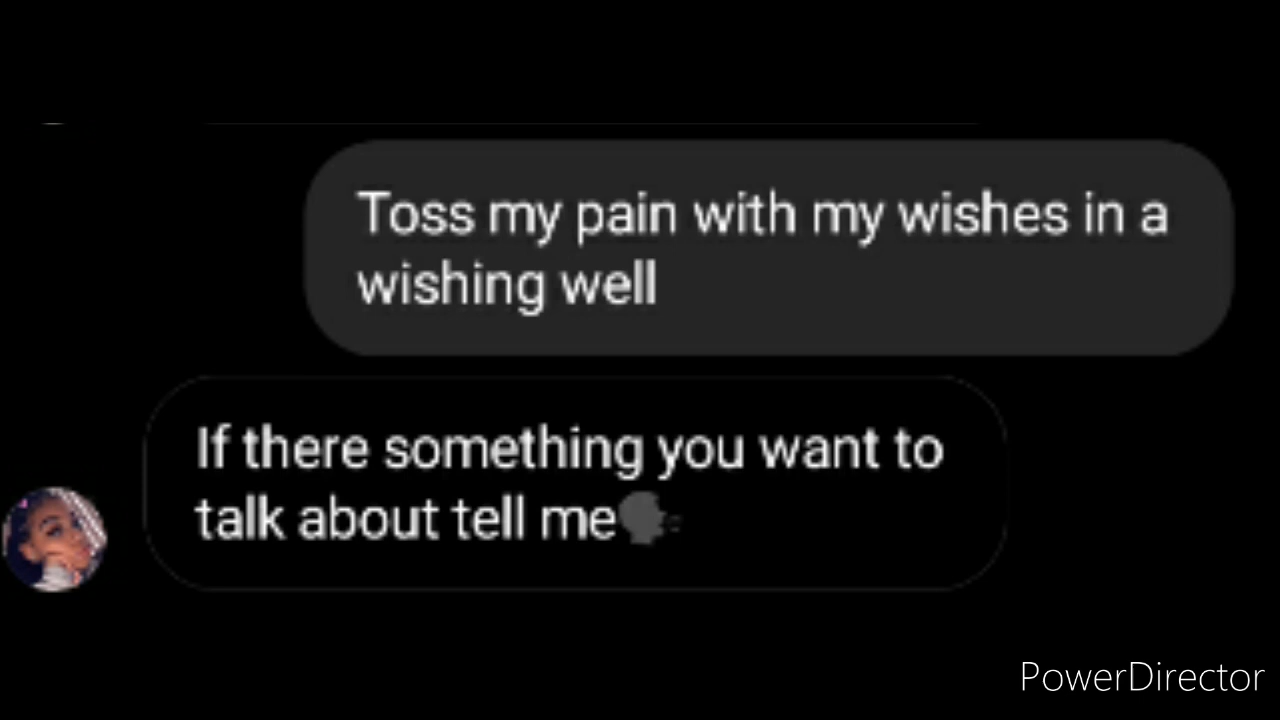 Toss my pain with my wishes in a
wishing well
If there something you want to
talk about tell me🗣
PowerDirector